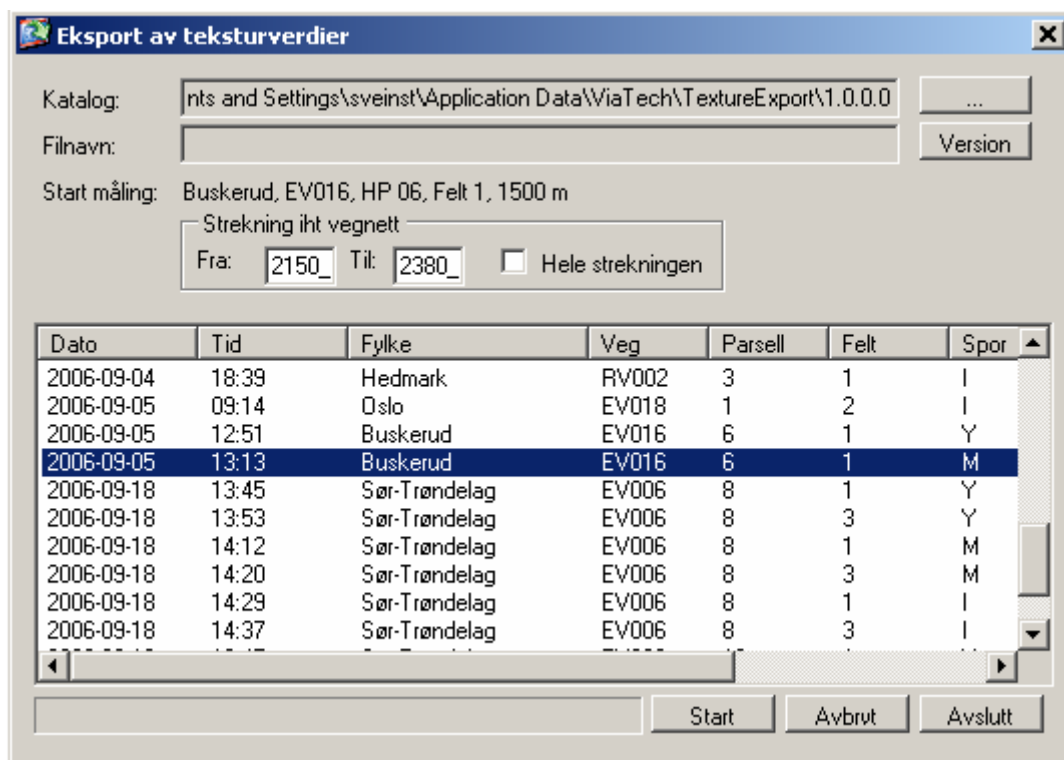 Eksport av teksturverdier
Katalog: nts and Settings\sveinst\Application Data\ViaTech\TextureExport\1.0.0.0 ...
Filnavn: Version
Start måling: Buskerud, EV016, HP 06, Felt 1, 1500 m
Strekning iht vegnett
Fra: 2150_ Til: 2380_ Hele strekningen
Dato Tid Fylke Veg Parsell Felt Spor
2006-09-04 18:39 Hedmark RV002 3 1 I
2006-09-05 09:14 Oslo EV018 1 2 I
2006-09-05 12:51 Buskerud EV016 6 1 Y
2006-09-05 13:13 Buskerud EV016 6 1 M
2006-09-18 13:45 Sør-Trøndelag EV006 8 1 Y
2006-09-18 13:53 Sør-Trøndelag EV006 8 3 Y
2006-09-18 14:12 Sør-Trøndelag EV006 8 1 M
2006-09-18 14:20 Sør-Trøndelag EV006 8 3 M
2006-09-18 14:29 Sør-Trøndelag EV006 8 1 I
2006-09-18 14:37 Sør-Trøndelag EV006 8 3 I
Start Avbryt Avslutt